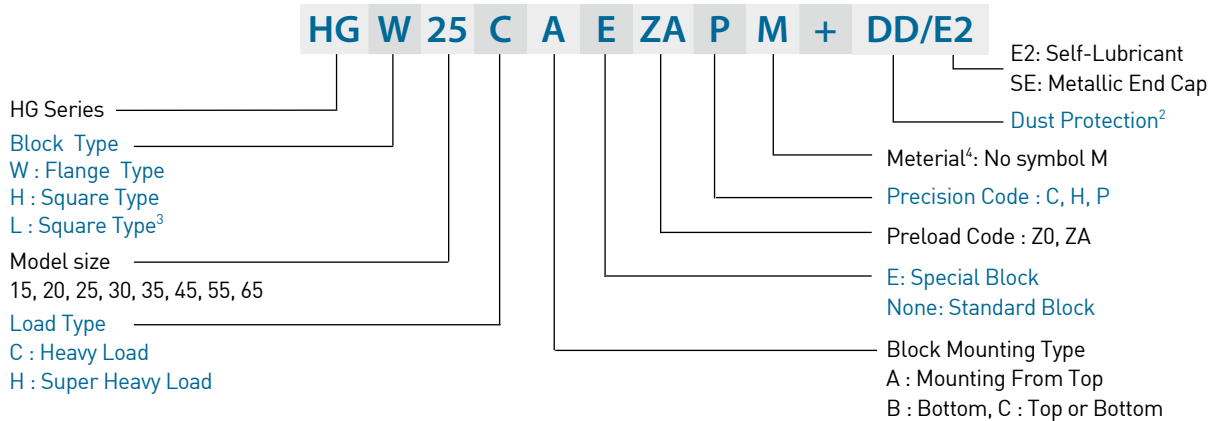 HG W 25 C A E ZA P M + DD/E2
HG Series
Block Type
W : Flange Type
H : Square Type
L : Square Type³
Model size
15, 20, 25, 30, 35, 45, 55, 65
Load Type
C : Heavy Load
H : Super Heavy Load
E2: Self-Lubricant
SE: Metallic End Cap
Dust Protection²
Meterial⁴: No symbol M
Precision Code : C, H, P
Preload Code : Z0, ZA
E: Special Block
None: Standard Block
Block Mounting Type
A : Mounting From Top
B : Bottom, C : Top or Bottom